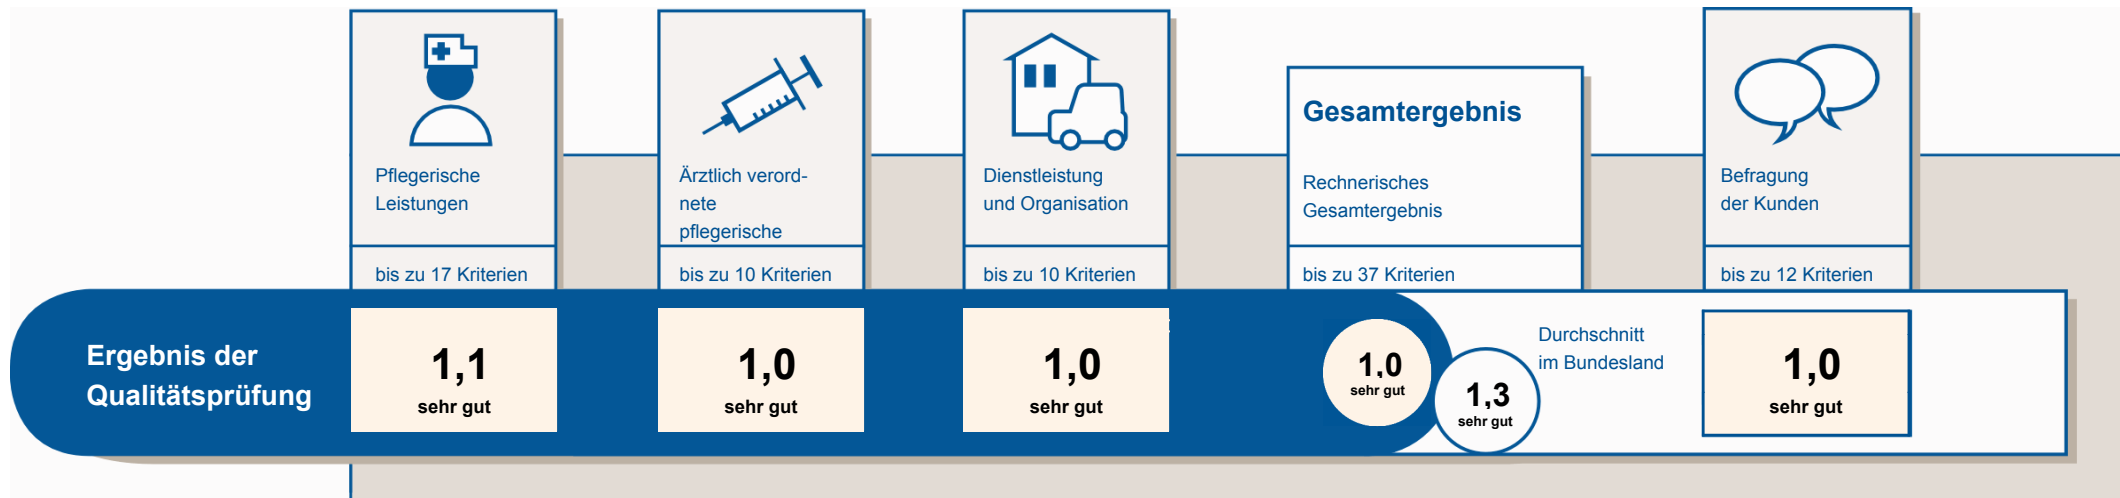 Pflegerische
Leistungen
bis zu 17 Kriterien
Ärztlich verord-
nete
pflegerische
bis zu 10 Kriterien
Dienstleistung
und Organisation
bis zu 10 Kriterien
Gesamtergebnis
Rechnerisches
Gesamtergebnis
bis zu 37 Kriterien
Befragung
der Kunden
bis zu 12 Kriterien
Ergebnis der
Qualitätsprüfung
1,1
sehr gut
1,0
sehr gut
1,0
sehr gut
1,0
sehr gut
1,3
sehr gut
Durchschnitt
im Bundesland
1,0
sehr gut